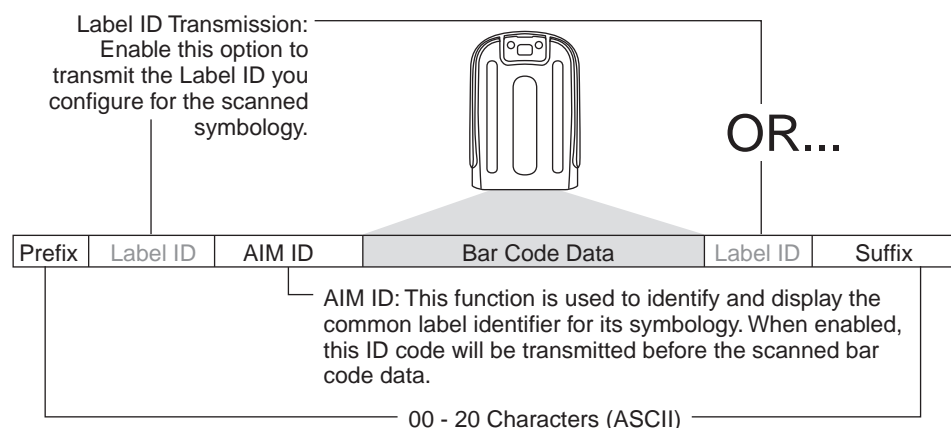 Label ID Transmission:
Enable this option to
transmit the Label ID you
configure for the scanned
symbology.
OR...
Prefix Label ID AIM ID Bar Code Data Label ID Suffix
AIM ID: This function is used to identify and display the
common label identifier for its symbology. When enabled,
this ID code will be transmitted before the scanned bar
code data.
00 - 20 Characters (ASCII)